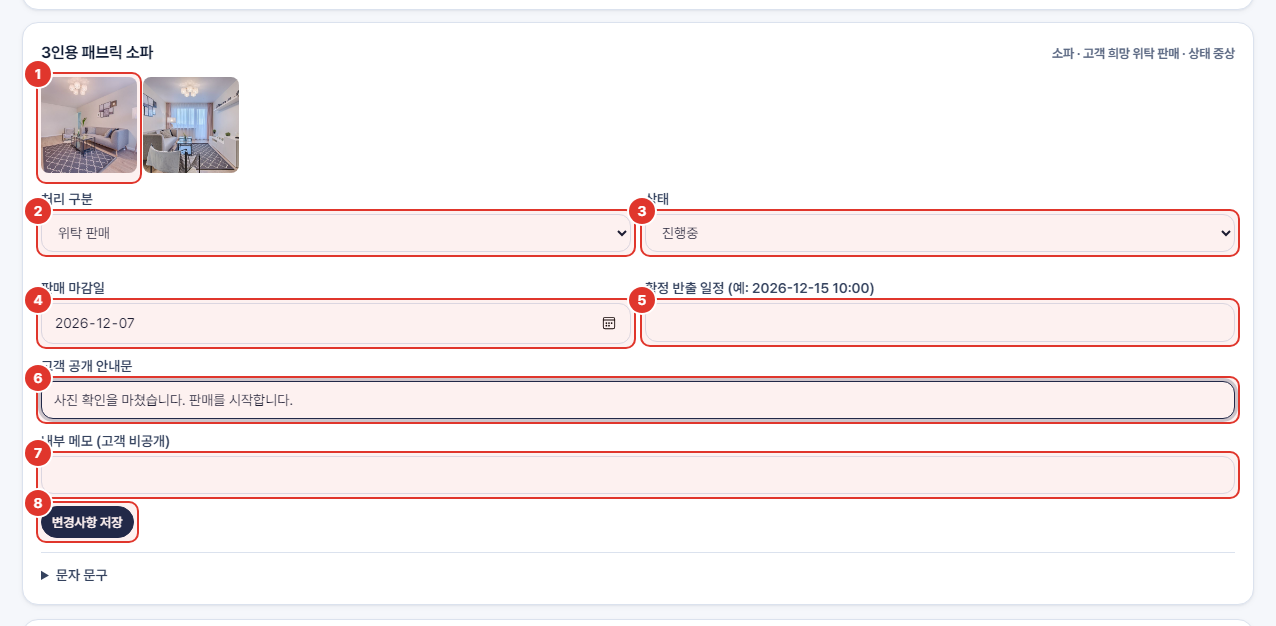 3인용 패브릭 소파
소파 · 고객 희망 위탁 판매 · 상태 중상
1
처리 구분
상태
2
위탁 판매
3
진행중
판매 마감일
확정 반출 일정 (예: 2026-12-15 10:00)
4
2026-12-07
5
고객 공개 안내문
6
사진 확인을 마쳤습니다. 판매를 시작합니다.
내부 메모 (고객 비공개)
7
8
변경사항 저장
문자 문구